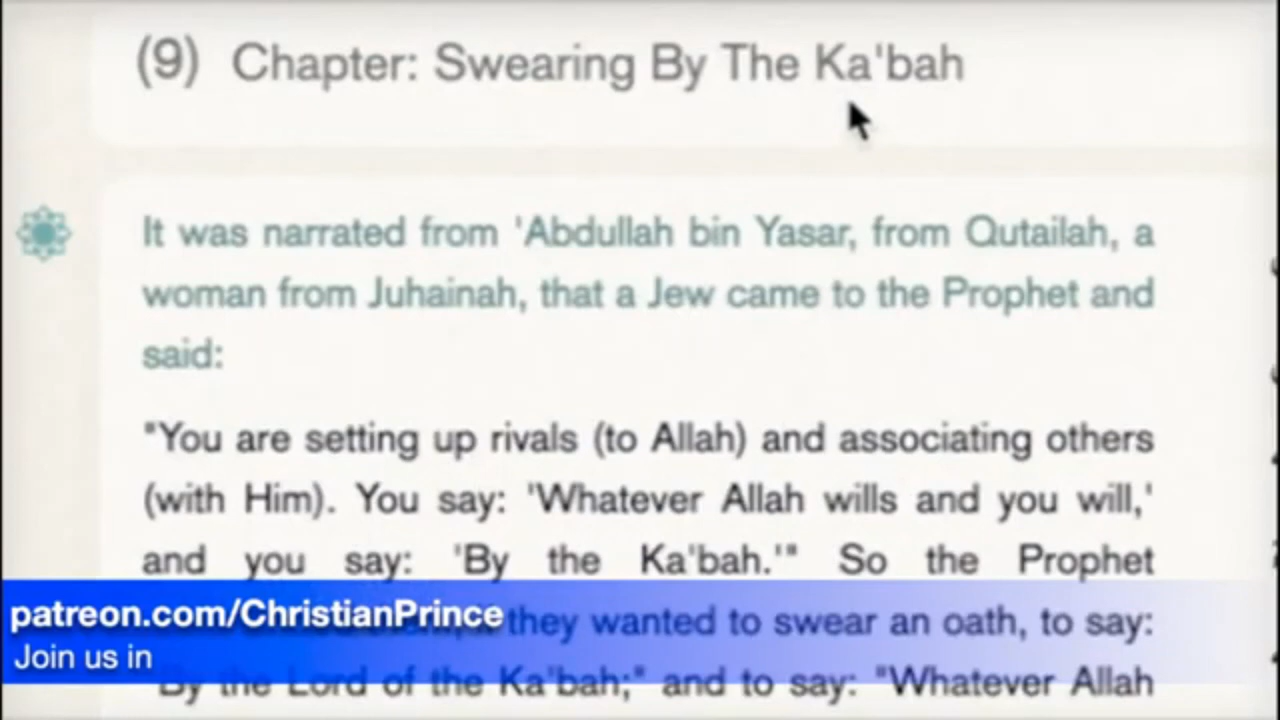 (9) Chapter: Swearing By The Ka'bah
It was narrated from 'Abdullah bin Yasar, from Qutailah, a
woman from Juhainah, that a Jew came to the Prophet and
said:
"You are setting up rivals (to Allah) and associating others
(with Him). You say: 'Whatever Allah wills and you will,'
and you say: 'By the Ka'bah.'" So the Prophet
patreon.com/ChristianPrince
they wanted to swear an oath, to say:
Join us in
"By the Lord of the Ka'bah;" and to say: "Whatever Allah